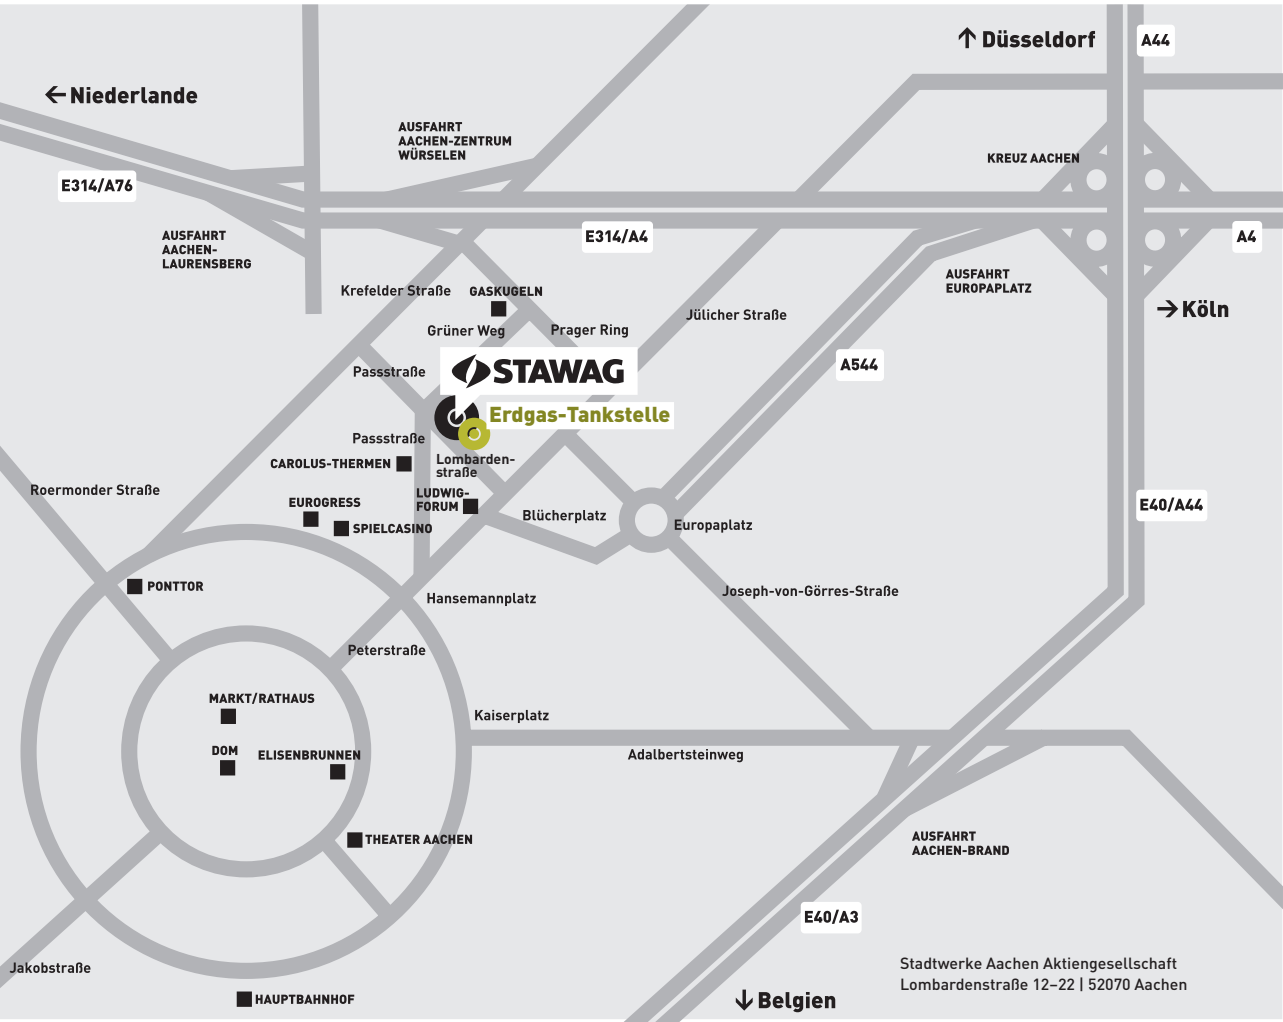 ↑ Düsseldorf
A44
← Niederlande
AUSFAHRT
AACHEN-ZENTRUM
WÜRSELEN
KREUZ AACHEN
E314/A76
AUSFAHRT
AACHEN-
LAURENSBERG
E314/A4
A4
AUSFAHRT
EUROPAPLATZ
Krefelder Straße
GASKUGELN
→ Köln
Jülicher Straße
Grüner Weg
Prager Ring
A544
Passstraße
STAWAG
Erdgas-Tankstelle
Passstraße
CAROLUS-THERMEN
Lombarden-
straße
Roermonder Straße
EUROGRESS
LUDWIG-
FORUM
E40/A44
SPIELCASINO
Blücherplatz
Europaplatz
PONTTOR
Hansemannplatz
Joseph-von-Görres-Straße
Peterstraße
MARKT/RATHAUS
Kaiserplatz
DOM
ELISENBRUNNEN
Adalbertsteinweg
THEATER AACHEN
AUSFAHRT
AACHEN-BRAND
E40/A3
Jakobstraße
Stadtwerke Aachen Aktiengesellschaft
Lombardenstraße 12–22 | 52070 Aachen
HAUPTBAHNHOF
↓ Belgien